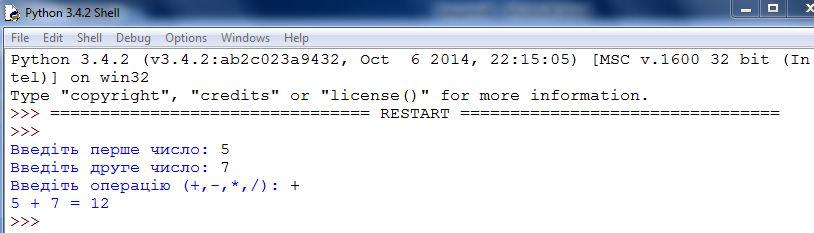 Python 3.4.2 Shell
File Edit Shell Debug Options Windows Help
Python 3.4.2 (v3.4.2:ab2c023a9432, Oct  6 2014, 22:15:05) [MSC v.1600 32 bit (In
tel)] on win32
Type "copyright", "credits" or "license()" for more information.
>>> ================================ RESTART ================================
>>>
Введіть перше число: 5
Введіть друге число: 7
Введіть операцію (+,-,*,/): +
5 + 7 = 12
>>>